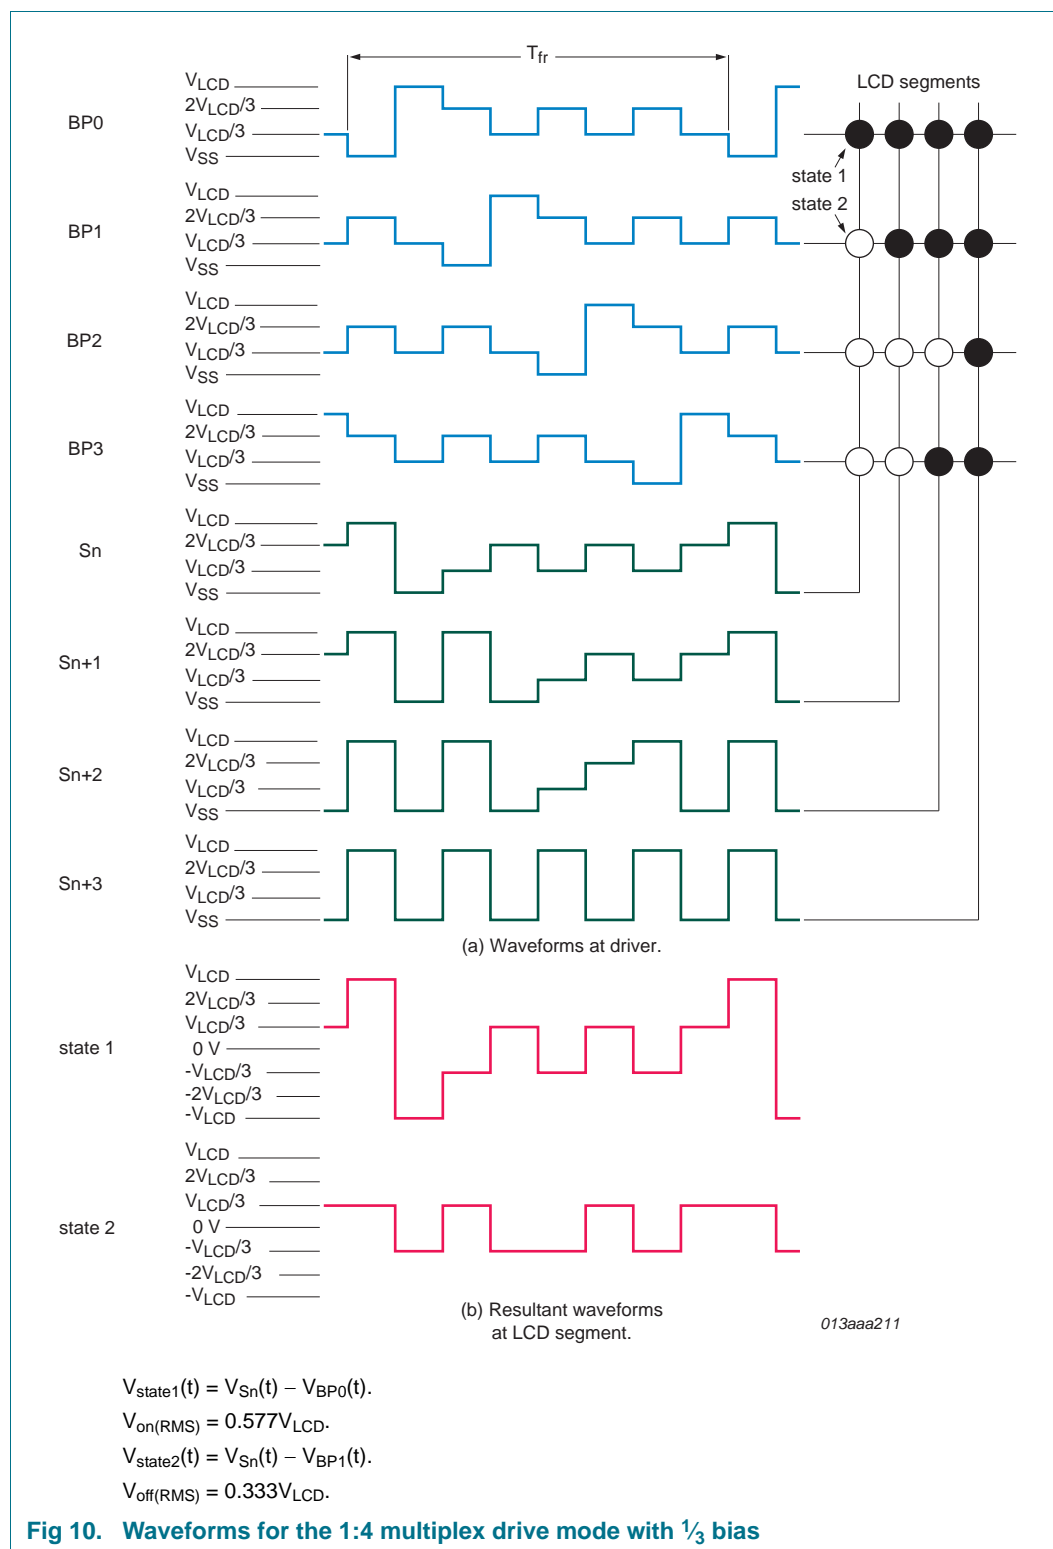 Tfr
LCD segments
BP0
VLCD
2VLCD/3
VLCD/3
VSS
state 1
state 2
BP1
VLCD
2VLCD/3
VLCD/3
VSS
BP2
VLCD
2VLCD/3
VLCD/3
VSS
BP3
VLCD
2VLCD/3
VLCD/3
VSS
Sn
VLCD
2VLCD/3
VLCD/3
VSS
Sn+1
VLCD
2VLCD/3
VLCD/3
VSS
Sn+2
VLCD
2VLCD/3
VLCD/3
VSS
Sn+3
VLCD
2VLCD/3
VLCD/3
VSS
(a) Waveforms at driver.
state 1
VLCD
2VLCD/3
VLCD/3
0 V
-VLCD/3
-2VLCD/3
-VLCD
state 2
VLCD
2VLCD/3
VLCD/3
0 V
-VLCD/3
-2VLCD/3
-VLCD
(b) Resultant waveforms
at LCD segment.
013aaa211
Vstate1(t) = VSn(t) − VBP0(t).
Von(RMS) = 0.577VLCD.
Vstate2(t) = VSn(t) − VBP1(t).
Voff(RMS) = 0.333VLCD.
Fig 10. Waveforms for the 1:4 multiplex drive mode with 1⁄3 bias